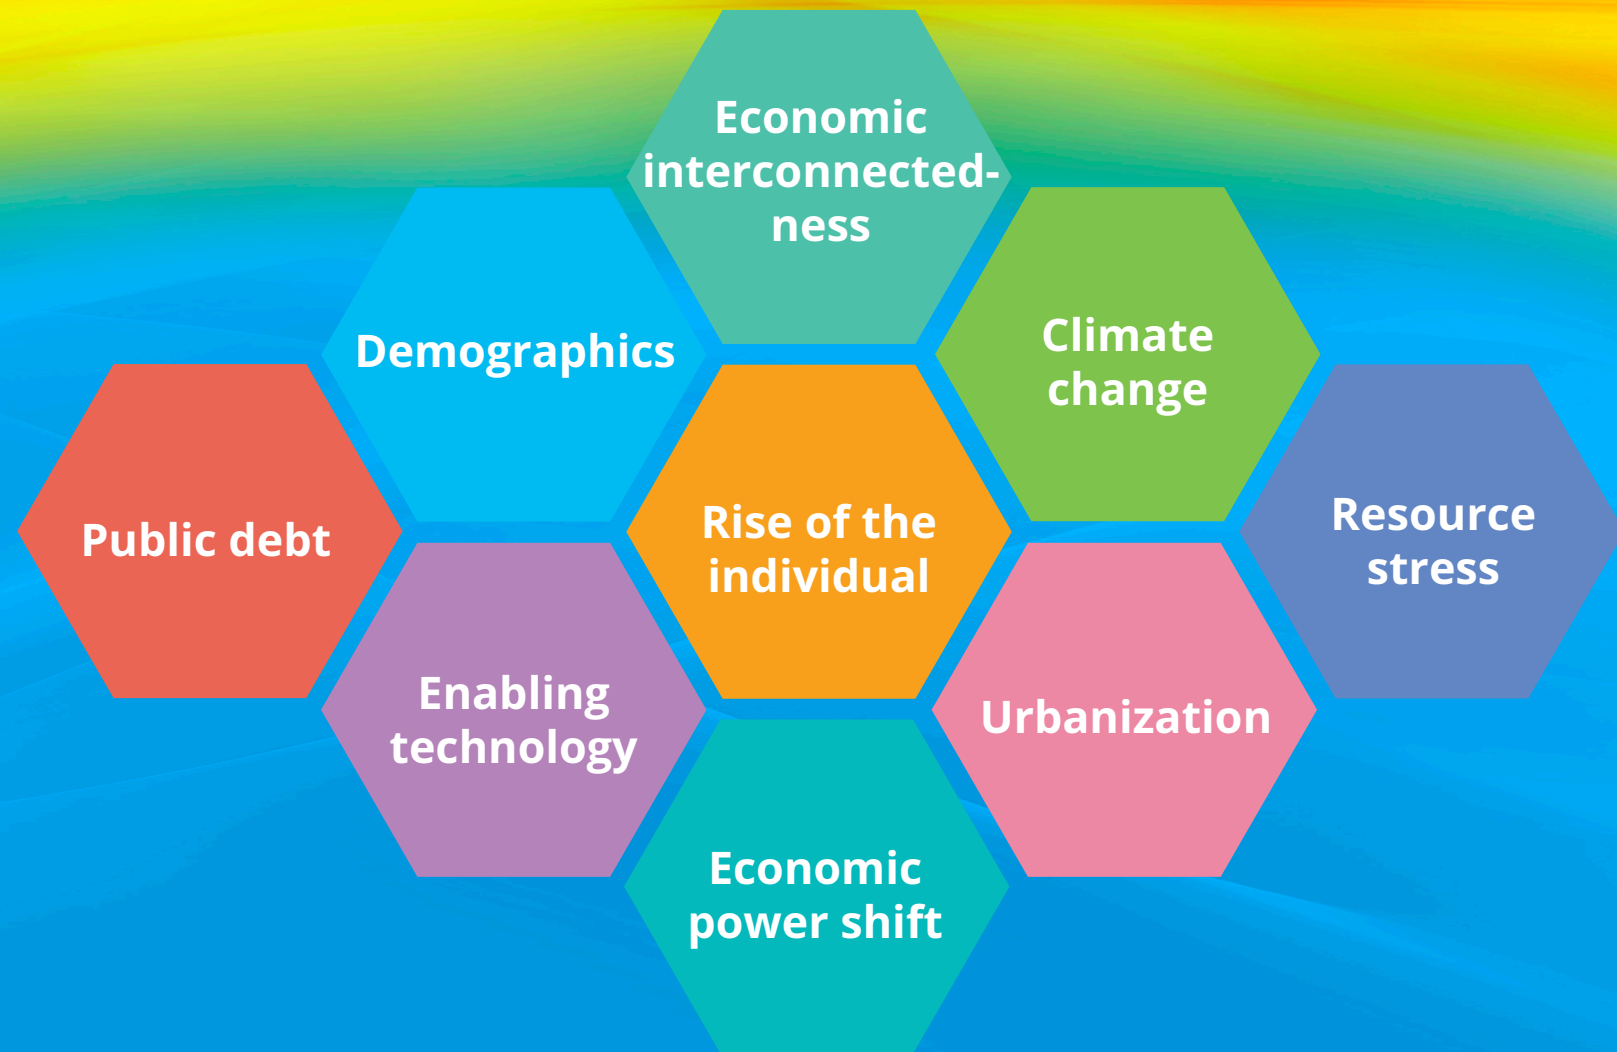 Economic
interconnected-
ness
Demographics
Climate
change
Public debt
Rise of the
individual
Resource
stress
Enabling
technology
Urbanization
Economic
power shift